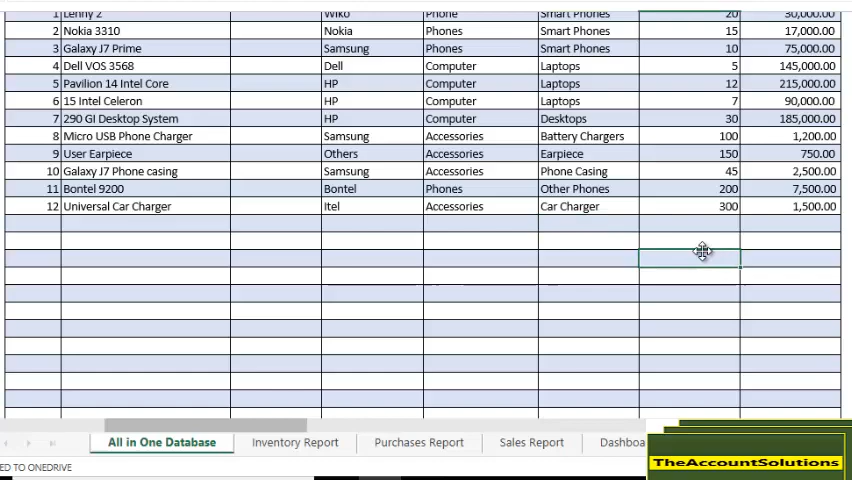 1 Lenny 2 Wiko Phone Smart Phones 20 30,000.00
2 Nokia 3310 Nokia Phones Smart Phones 15 17,000.00
3 Galaxy J7 Prime Samsung Phones Smart Phones 10 75,000.00
4 Dell VOS 3568 Dell Computer Laptops 5 145,000.00
5 Pavilion 14 Intel Core HP Computer Laptops 12 215,000.00
6 15 Intel Celeron HP Computer Laptops 7 90,000.00
7 290 GI Desktop System HP Computer Desktops 30 185,000.00
8 Micro USB Phone Charger Samsung Accessories Battery Chargers 100 1,200.00
9 User Earpiece Others Accessories Earpiece 150 750.00
10 Galaxy J7 Phone casing Samsung Accessories Phone Casing 45 2,500.00
11 Bontel 9200 Bontel Phones Other Phones 200 7,500.00
12 Universal Car Charger Itel Accessories Car Charger 300 1,500.00
All in One Database Inventory Report Purchases Report Sales Report Dashboa
TheAccountSolutions
ED TO ONEDRIVE